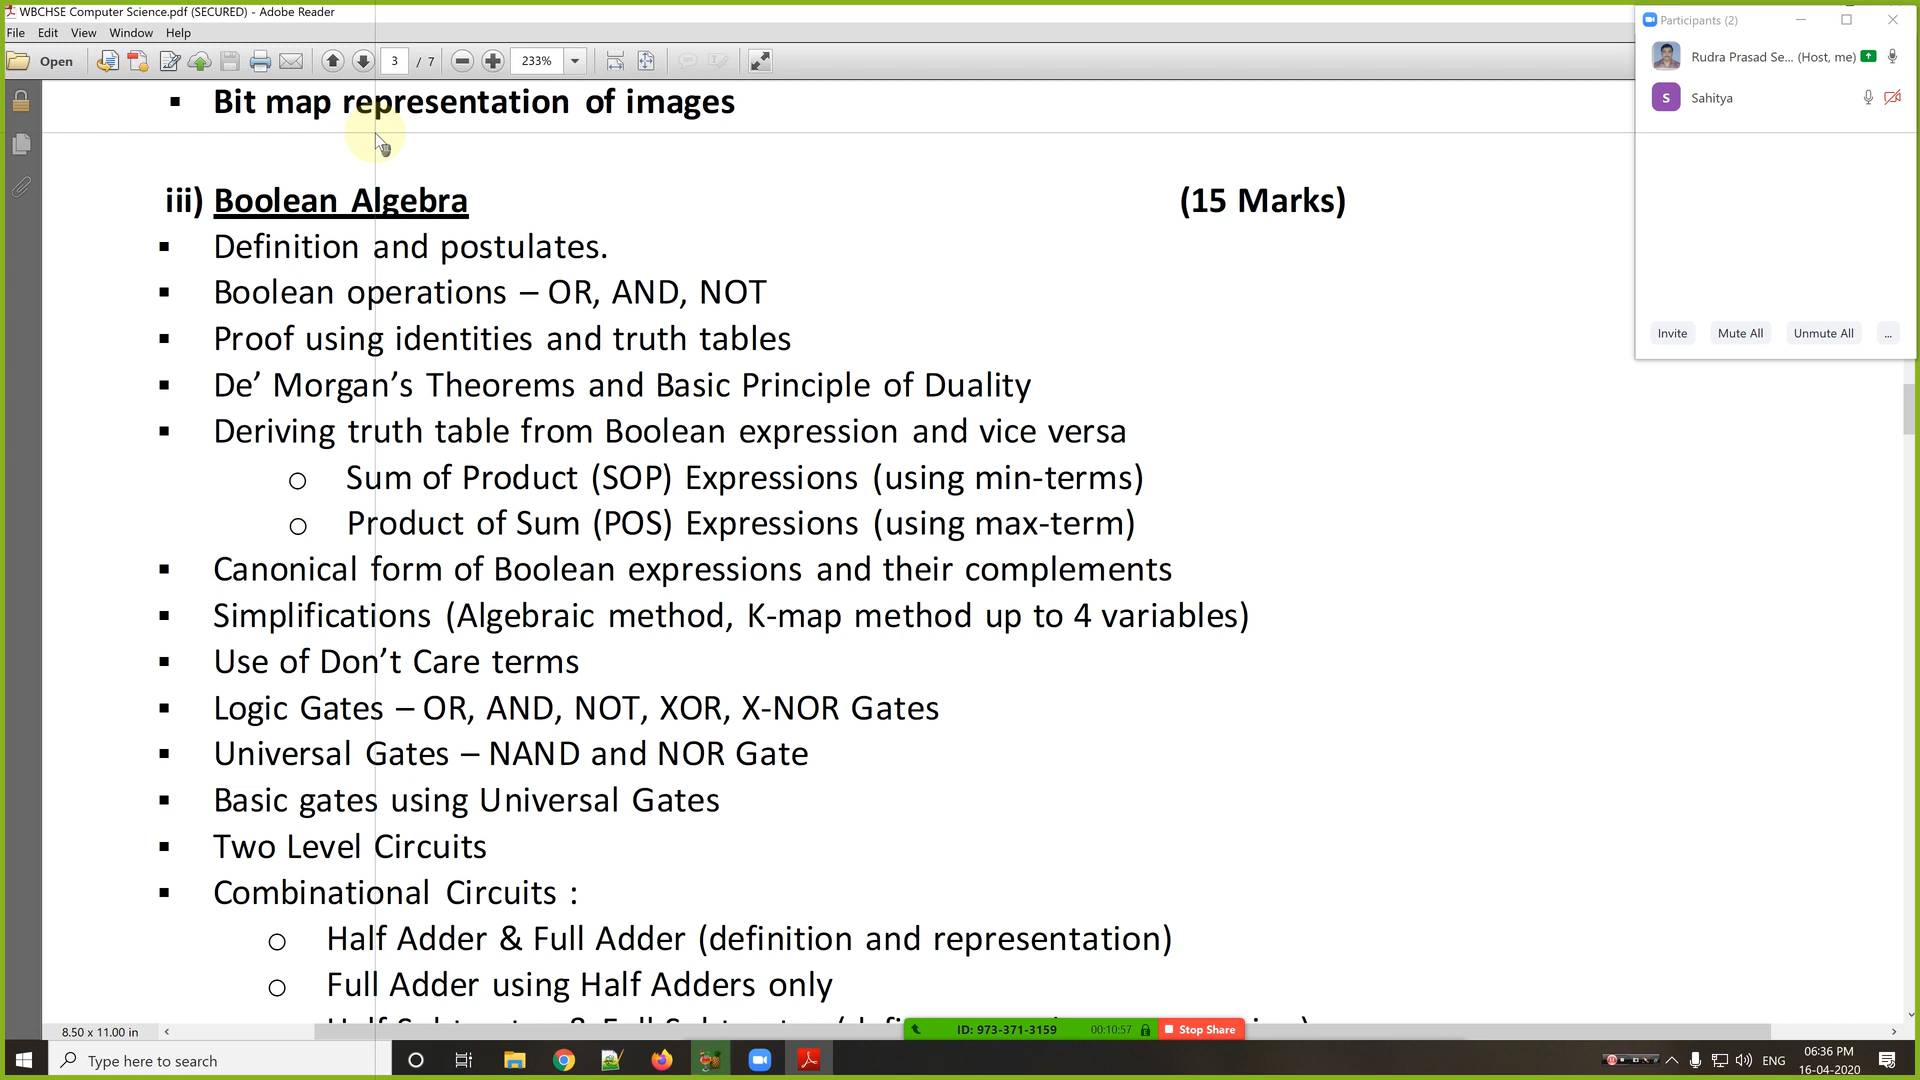 WBCHSE Computer Science.pdf (SECURED) - Adobe Reader
File Edit View Window Help
Open 3 / 7 233%
Participants (2)
Rudra Prasad Se... (Host, me)
S Sahitya
Invite Mute All Unmute All ...
▪ Bit map representation of images
iii) Boolean Algebra (15 Marks)
▪ Definition and postulates.
▪ Boolean operations – OR, AND, NOT
▪ Proof using identities and truth tables
▪ De’ Morgan’s Theorems and Basic Principle of Duality
▪ Deriving truth table from Boolean expression and vice versa
o Sum of Product (SOP) Expressions (using min-terms)
o Product of Sum (POS) Expressions (using max-term)
▪ Canonical form of Boolean expressions and their complements
▪ Simplifications (Algebraic method, K-map method up to 4 variables)
▪ Use of Don’t Care terms
▪ Logic Gates – OR, AND, NOT, XOR, X-NOR Gates
▪ Universal Gates – NAND and NOR Gate
▪ Basic gates using Universal Gates
▪ Two Level Circuits
▪ Combinational Circuits :
o Half Adder & Full Adder (definition and representation)
o Full Adder using Half Adders only
8.50 x 11.00 in
ID: 973-371-3159 00:10:57 Stop Share
Type here to search
ENG
06:36 PM
16-04-2020